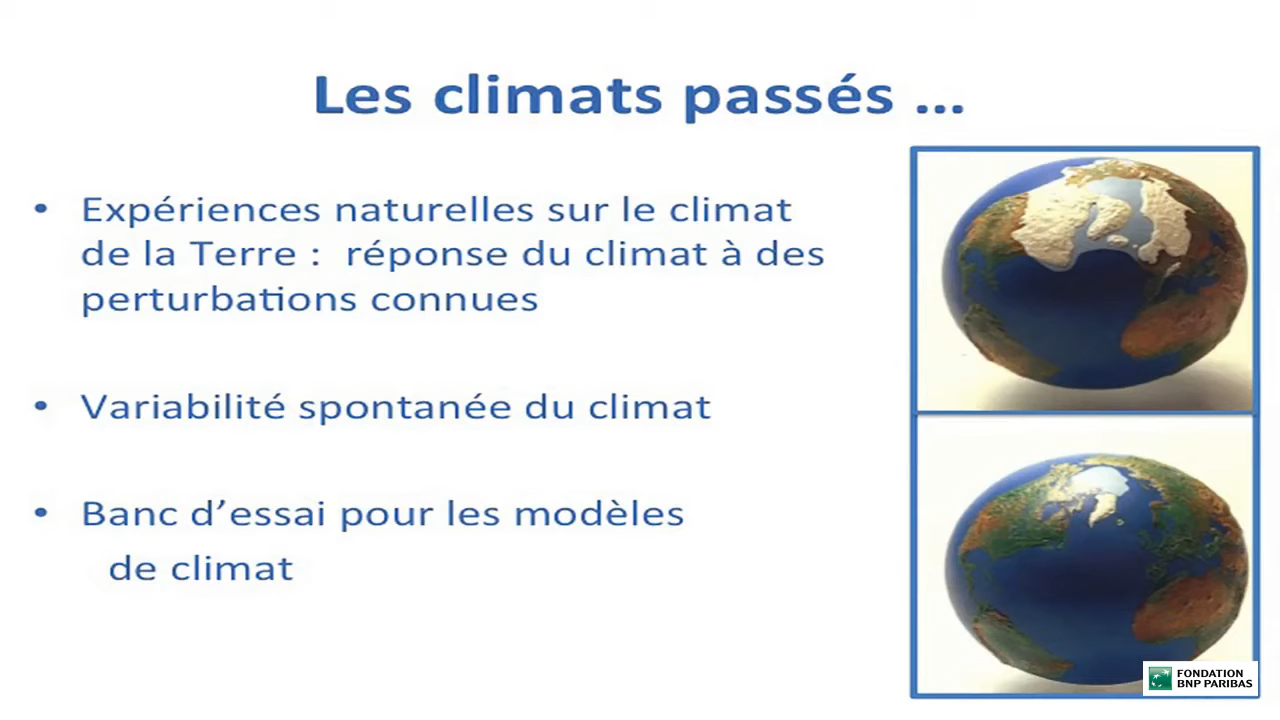 Les climats passés ...
• Expériences naturelles sur le climat
de la Terre : réponse du climat à des
perturbations connues
• Variabilité spontanée du climat
• Banc d’essai pour les modèles
de climat
FONDATION
BNP PARIBAS